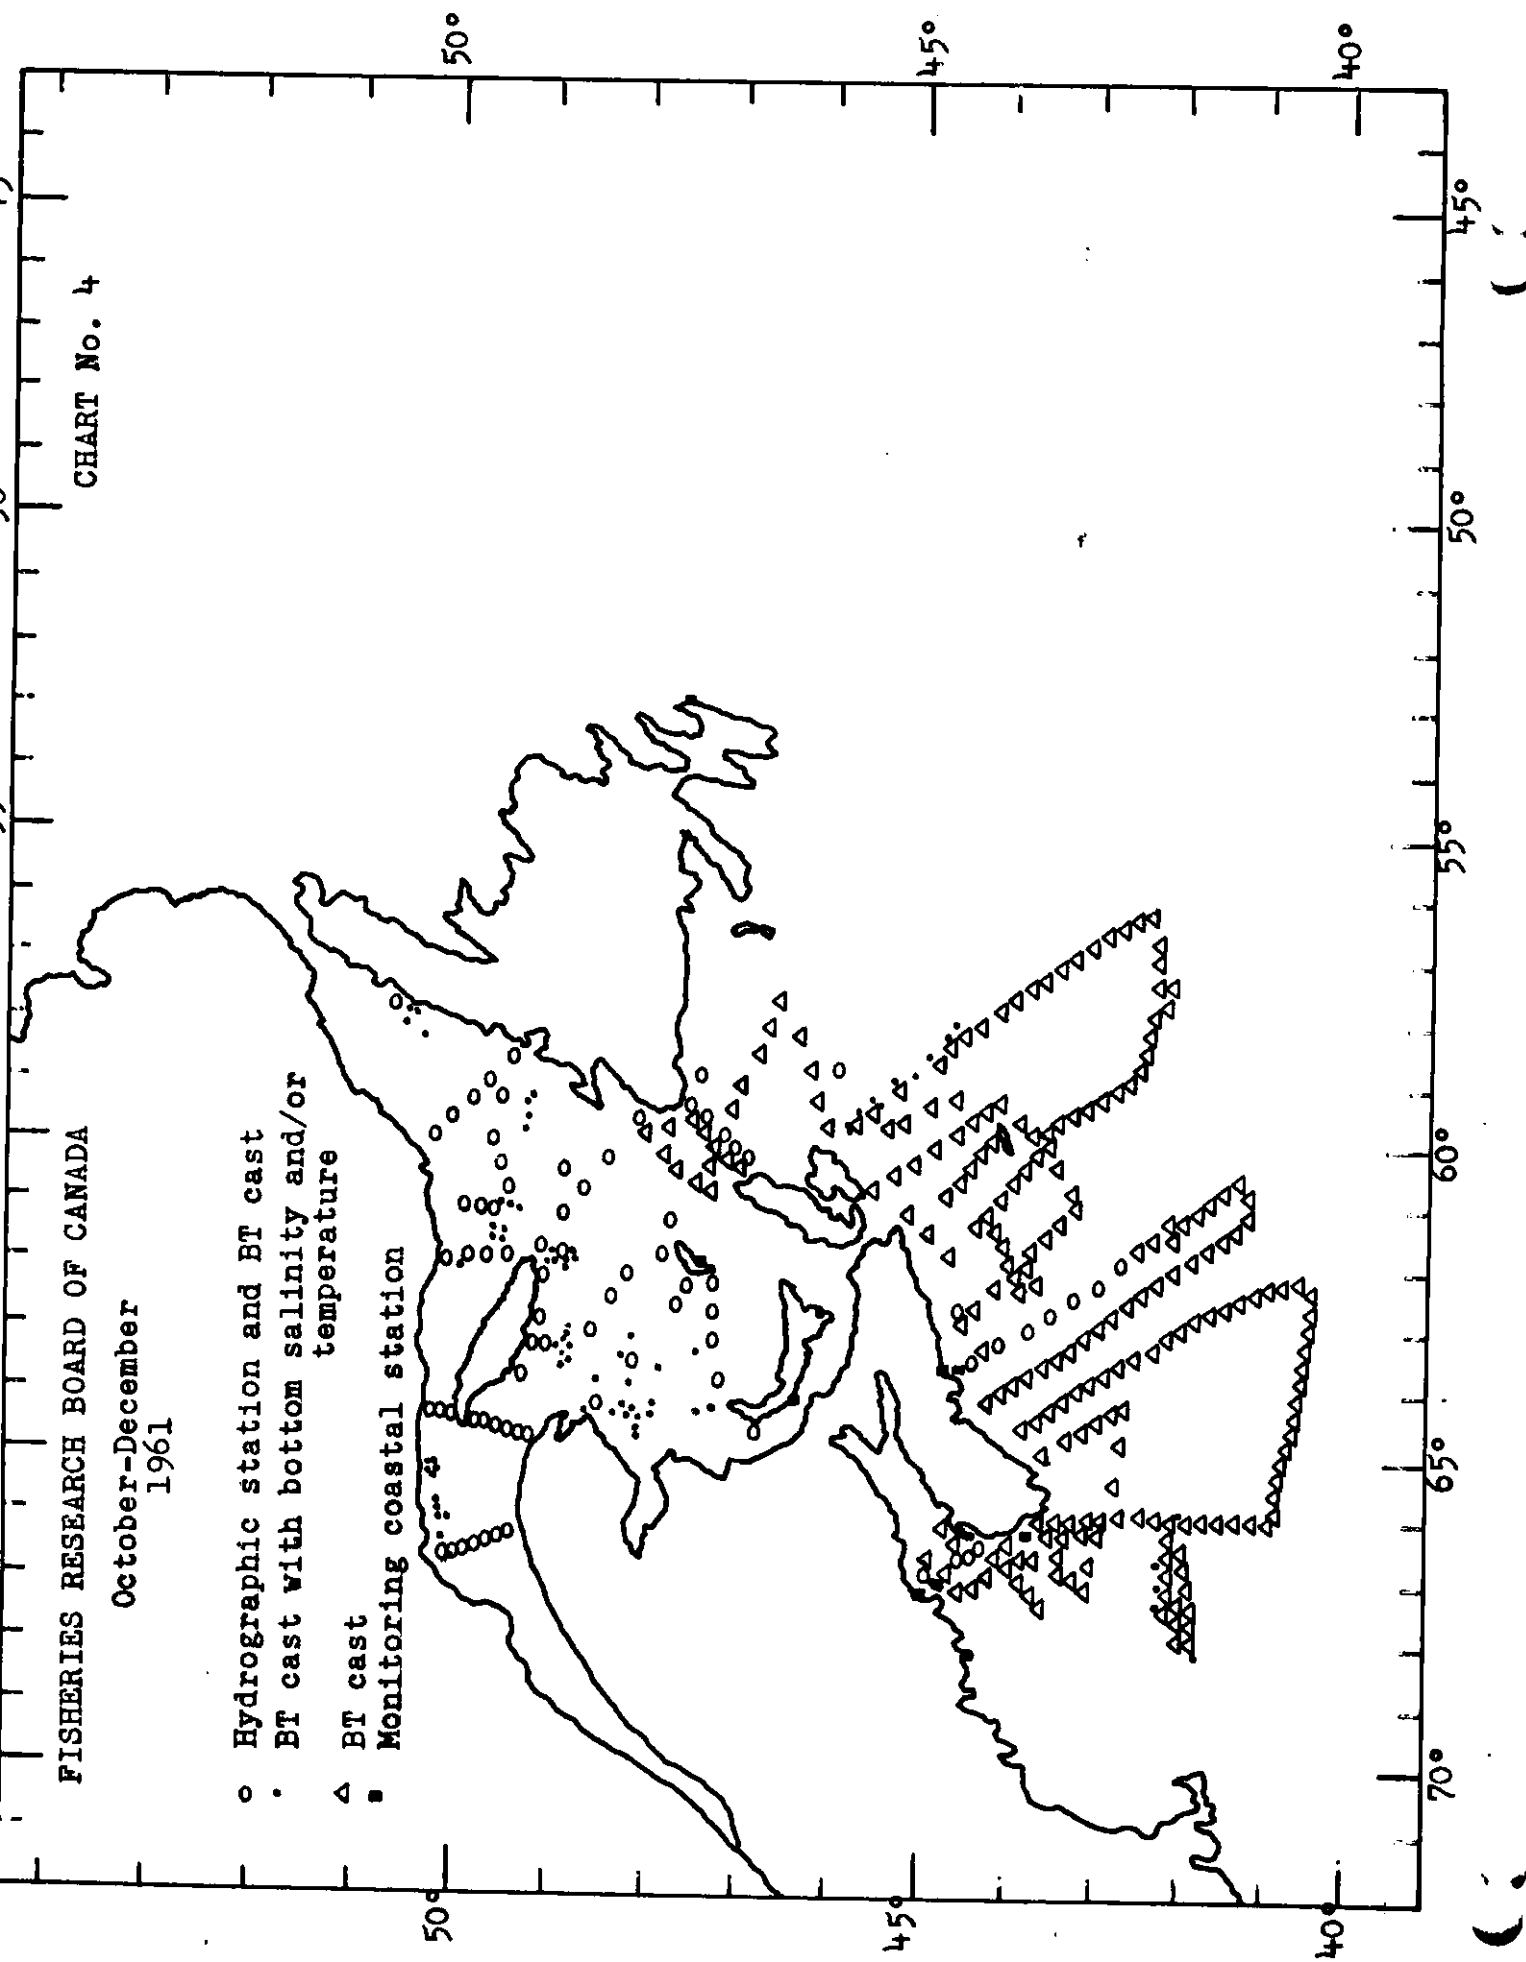 FISHERIES RESEARCH BOARD OF CANADA
October-December
1961
CHART No. 4
o Hydrographic station and BT cast
• BT cast with bottom salinity and/or
temperature
△ BT cast
■ Monitoring coastal station
50°
45°
40°
50°
45°
40°
70°
65°
60°
55°
50°
45°